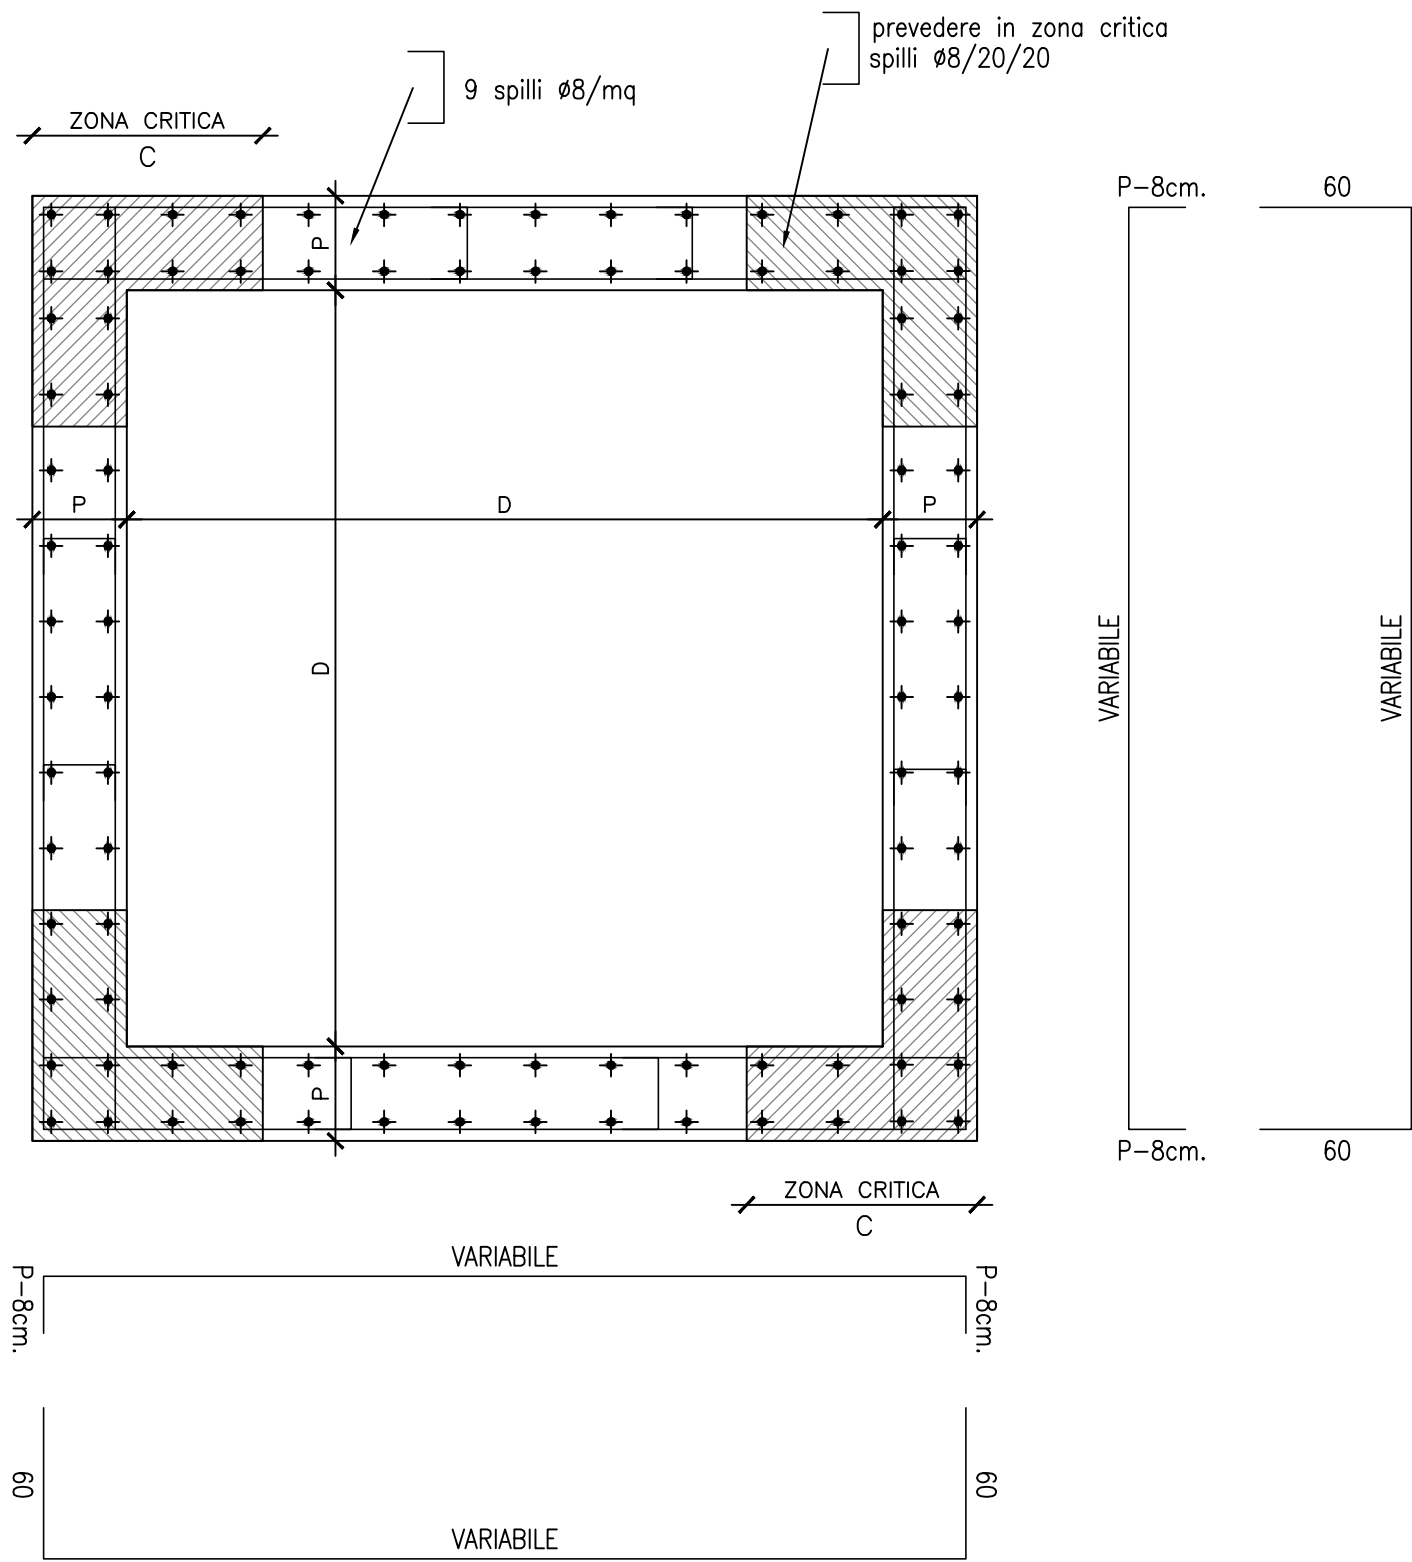 prevedere in zona critica
spilli ø8/20/20
9 spilli ø8/mq
ZONA CRITICA
C
P-8cm.
60
P
P
D
P
D
VARIABILE
VARIABILE
P
P-8cm.
60
ZONA CRITICA
C
VARIABILE
P-8cm.
P-8cm.
60
60
VARIABILE